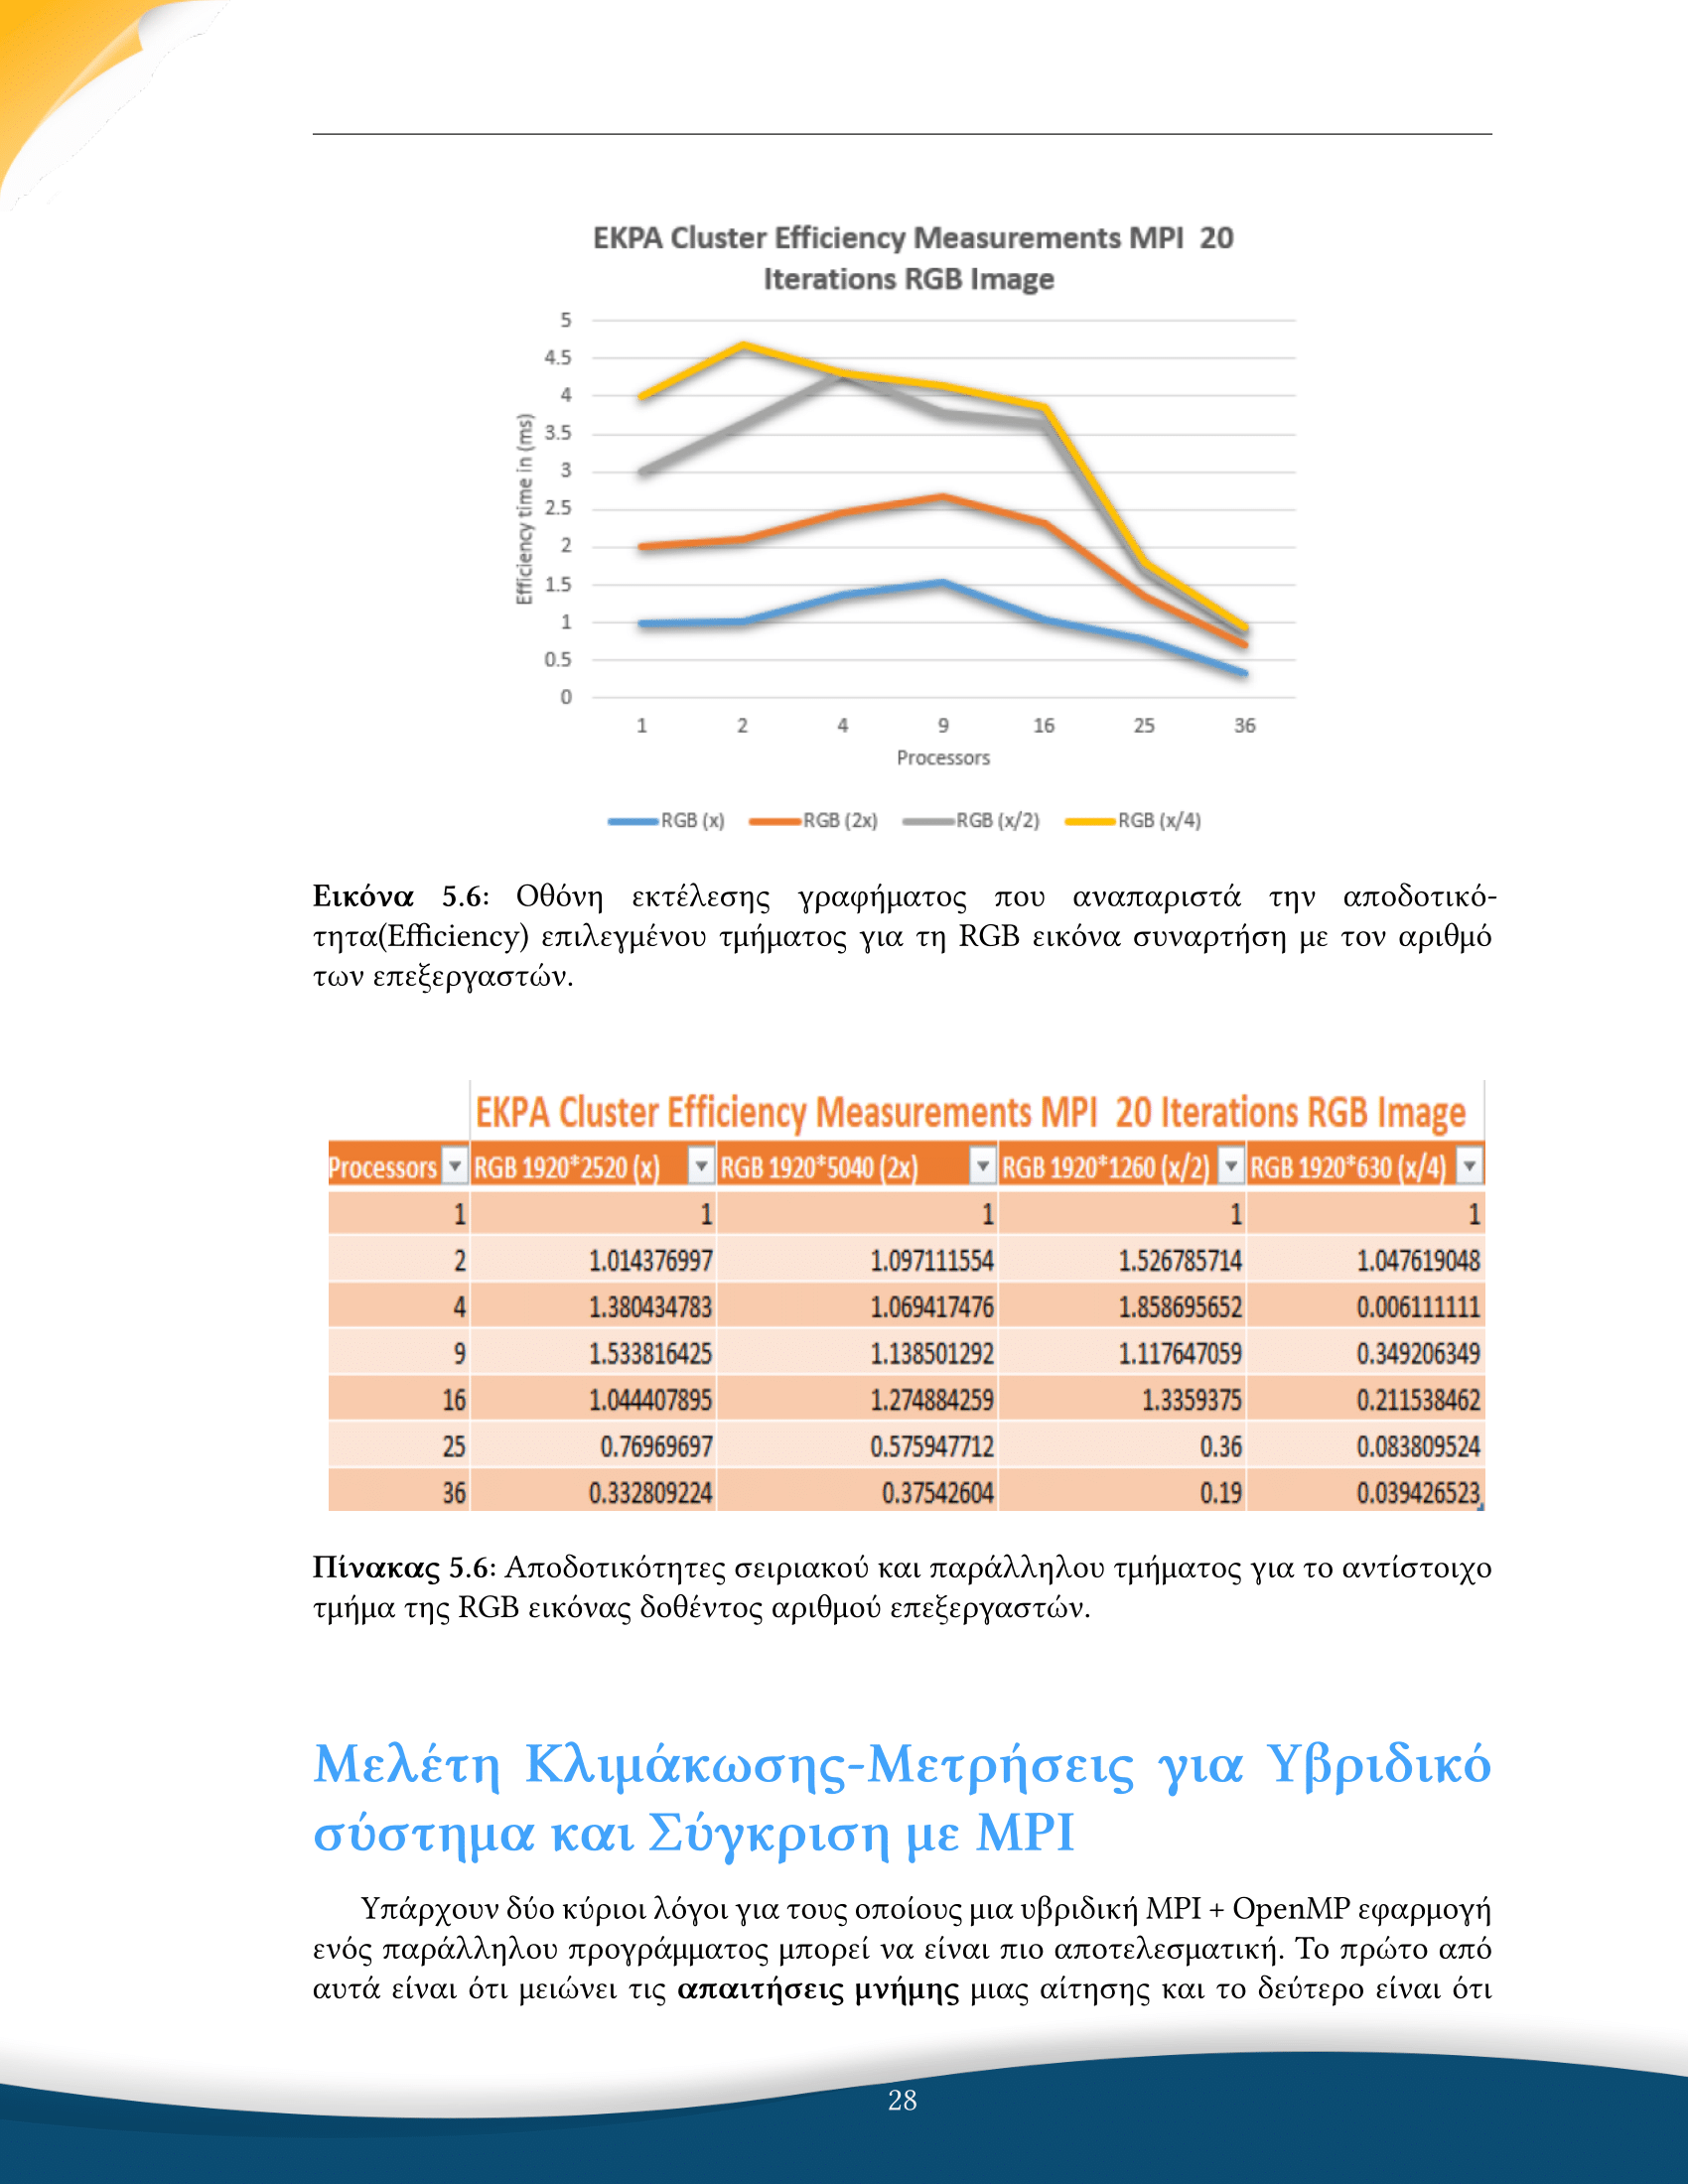 EKPA Cluster Efficiency Measurements MPI 20
Iterations RGB Image
Efficiency time in (ms)
5
4.5
4
3.5
3
2.5
2
1.5
1
0.5
0
1 2 4 9 16 25 36
Processors
RGB (x) RGB (2x) RGB (x/2) RGB (x/4)
Εικόνα 5.6: Οθόνη εκτέλεσης γραφήματος που αναπαριστά την αποδοτικό-
τητα(Efficiency) επιλεγμένου τμήματος για τη RGB εικόνα συναρτήση με τον αριθμό
των επεξεργαστών.
EKPA Cluster Efficiency Measurements MPI 20 Iterations RGB Image
Processors RGB 1920*2520 (x) RGB 1920*5040 (2x) RGB 1920*1260 (x/2) RGB 1920*630 (x/4)
1 1 1 1 1
2 1.014376997 1.097111554 1.526785714 1.047619048
4 1.380434783 1.069417476 1.858695652 0.006111111
9 1.533816425 1.138501292 1.117647059 0.349206349
16 1.044407895 1.274884259 1.3359375 0.211538462
25 0.76969697 0.575947712 0.36 0.083809524
36 0.332809224 0.37542604 0.19 0.039426523
Πίνακας 5.6: Αποδοτικότητες σειριακού και παράλληλου τμήματος για το αντίστοιχο
τμήμα της RGB εικόνας δοθέντος αριθμού επεξεργαστών.
Μελέτη Κλιμάκωσης-Μετρήσεις για Υβριδικό
σύστημα και Σύγκριση με MPI
Υπάρχουν δύο κύριοι λόγοι για τους οποίους μια υβριδική MPI + OpenMP εφαρμογή
ενός παράλληλου προγράμματος μπορεί να είναι πιο αποτελεσματική. Το πρώτο από
αυτά είναι ότι μειώνει τις απαιτήσεις μνήμης μιας αίτησης και το δεύτερο είναι ότι
28